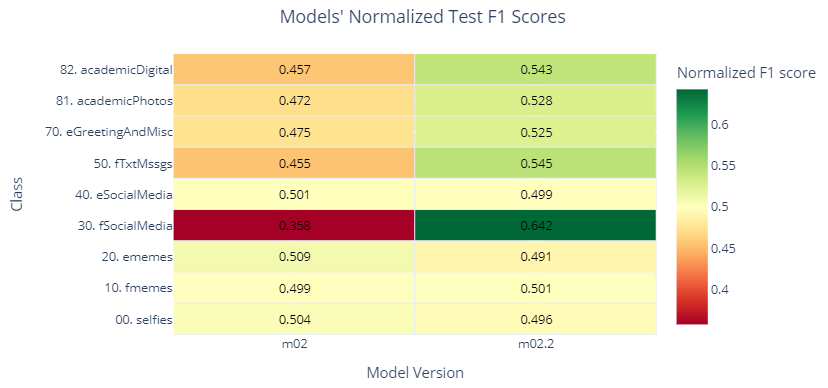 Models' Normalized Test F1 Scores
Normalized F1 score
82. academicDigital 0.457 0.543
81. academicPhotos 0.472 0.528
70. eGreetingAndMisc 0.475 0.525
50. fTxtMssgs 0.455 0.545
40. eSocialMedia 0.501 0.499
30. fSocialMedia 0.358 0.642
20. ememes 0.509 0.491
10. fmemes 0.499 0.501
00. selfies 0.504 0.496
m02 m02.2
Model Version
Class
0.6
0.55
0.5
0.45
0.4